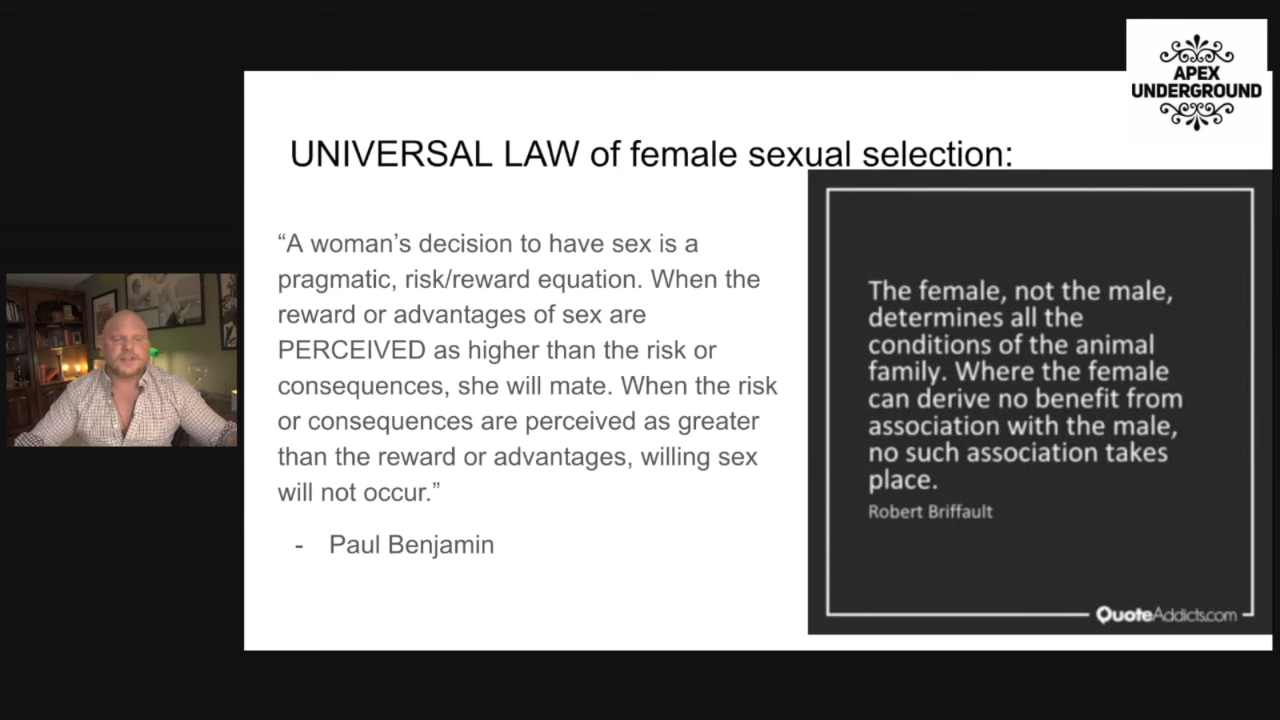 APEX
UNDERGROUND
UNIVERSAL LAW of female sexual selection:
“A woman’s decision to have sex is a
pragmatic, risk/reward equation. When the
reward or advantages of sex are
PERCEIVED as higher than the risk or
consequences, she will mate. When the risk
or consequences are perceived as greater
than the reward or advantages, willing sex
will not occur.”
- Paul Benjamin
The female, not the male,
determines all the
conditions of the animal
family. Where the female
can derive no benefit from
association with the male,
no such association takes
place.
Robert Briffault
QuoteAddicts.com